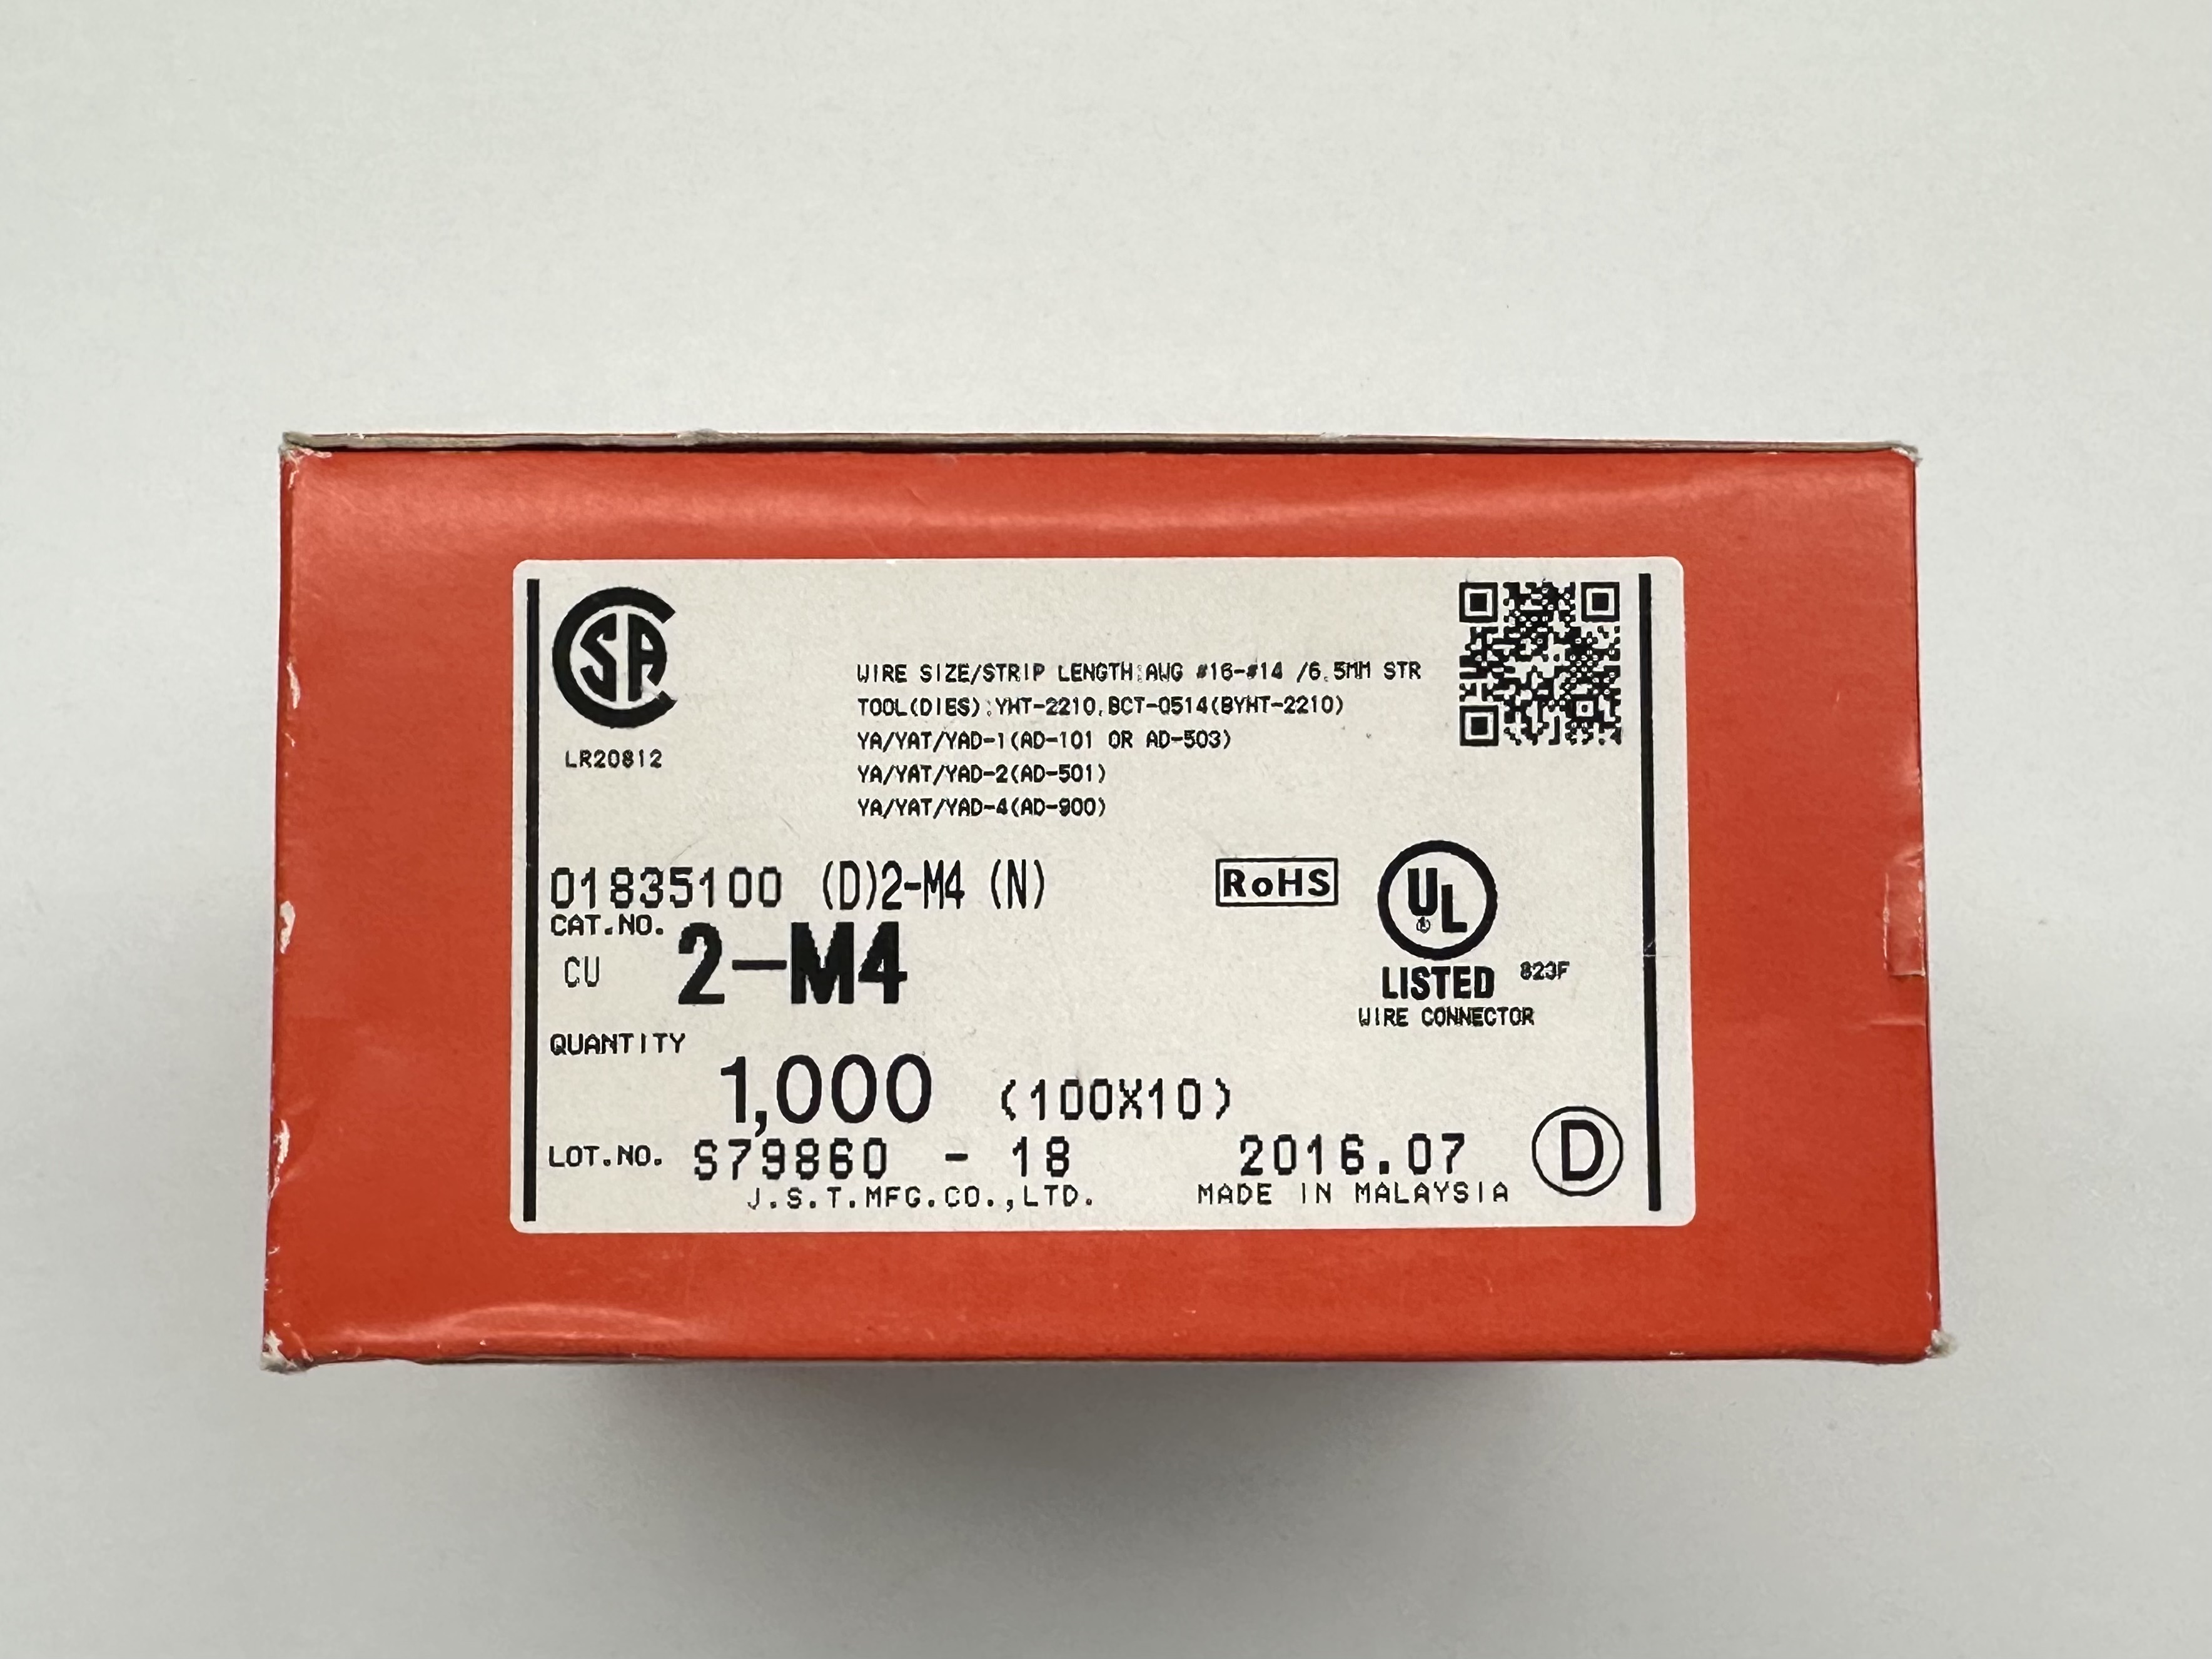 CSA
LR20812
WIRE SIZE/STRIP LENGTH:AWG #16-#14 /6.5MM STR
TOOL(DIES):YHT-2210,BCT-0514(BYHT-2210)
YA/YAT/YAD-1(AD-101 OR AD-503)
YA/YAT/YAD-2(AD-501)
YA/YAT/YAD-4(AD-900)
01835100 (D)2-M4 (N)
RoHS
UL
CAT.NO.
CU 2-M4
LISTED 823F
WIRE CONNECTOR
QUANTITY
1,000 (100X10)
LOT.NO. S79860 - 18 2016.07 D
J.S.T.MFG.CO.,LTD. MADE IN MALAYSIA